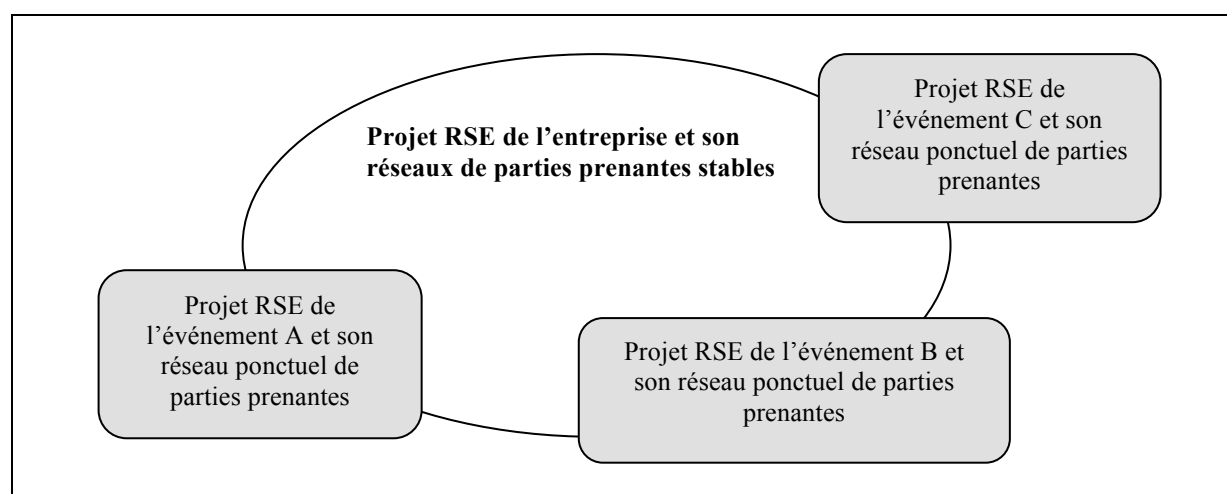 Projet RSE de l’entreprise et son
réseaux de parties prenantes stables
Projet RSE de
l’événement C et son
réseau ponctuel de parties
prenantes
Projet RSE de
l’événement A et son
réseau ponctuel de
parties prenantes
Projet RSE de l’événement B et
son réseau ponctuel de parties
prenantes